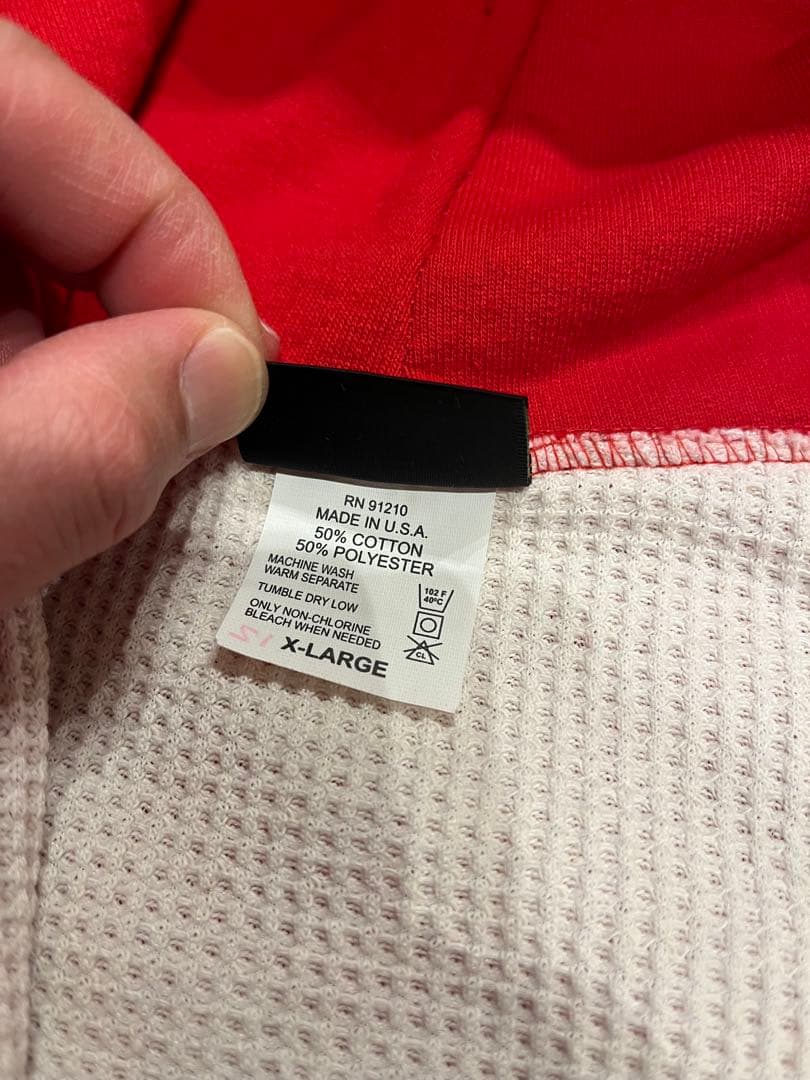 RN 91210
MADE IN U.S.A.
50% COTTON
50% POLYESTER
MACHINE WASH
WARM SEPARATE
TUMBLE DRY LOW
ONLY NON-CHLORINE
BLEACH WHEN NEEDED
102 F
40°C
CL
X-LARGE